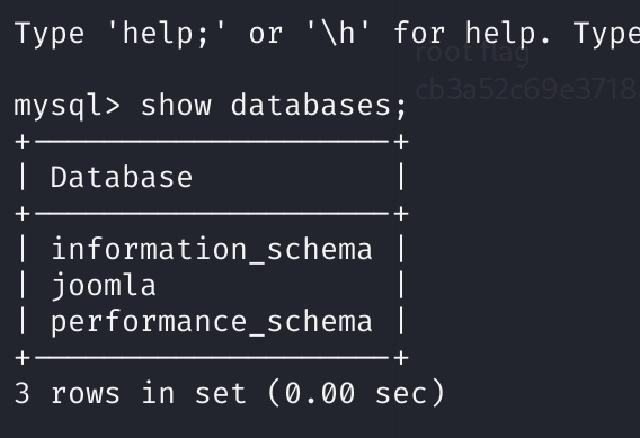 Type 'help;' or '\h' for help. Type
root flag
cb3a52c69e3718
mysql> show databases;
+--------------------+
| Database           |
+--------------------+
| information_schema |
| joomla             |
| performance_schema |
+--------------------+
3 rows in set (0.00 sec)